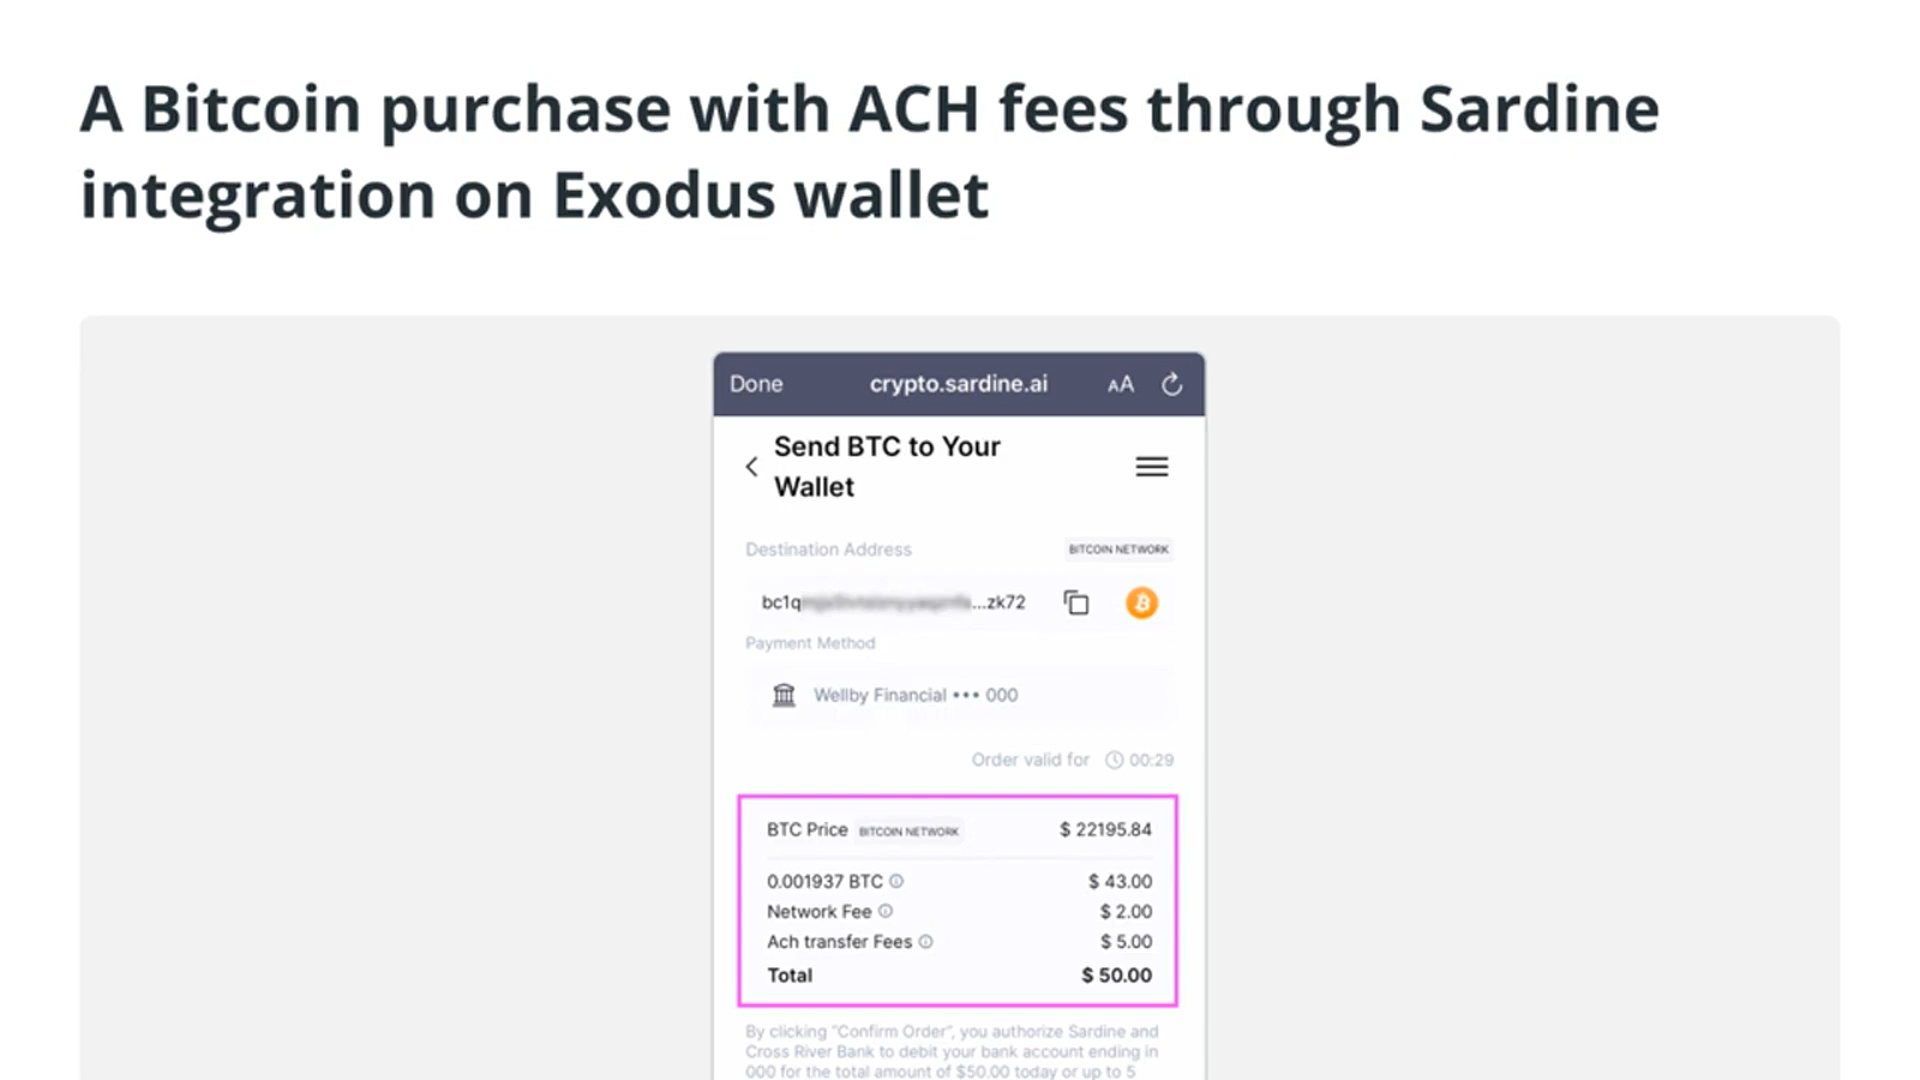 A Bitcoin purchase with ACH fees through Sardine
integration on Exodus wallet
Done crypto.sardine.ai AA
Send BTC to Your
Wallet
Destination Address BITCOIN NETWORK
bc1q ...zk72
Payment Method
Wellby Financial ••• 000
Order valid for 00:29
BTC Price BITCOIN NETWORK $ 22195.84
0.001937 BTC $ 43.00
Network Fee $ 2.00
Ach transfer Fees $ 5.00
Total $ 50.00
By clicking "Confirm Order", you authorize Sardine and
Cross River Bank to debit your bank account ending in
000 for the total amount of $50.00 today or up to 5